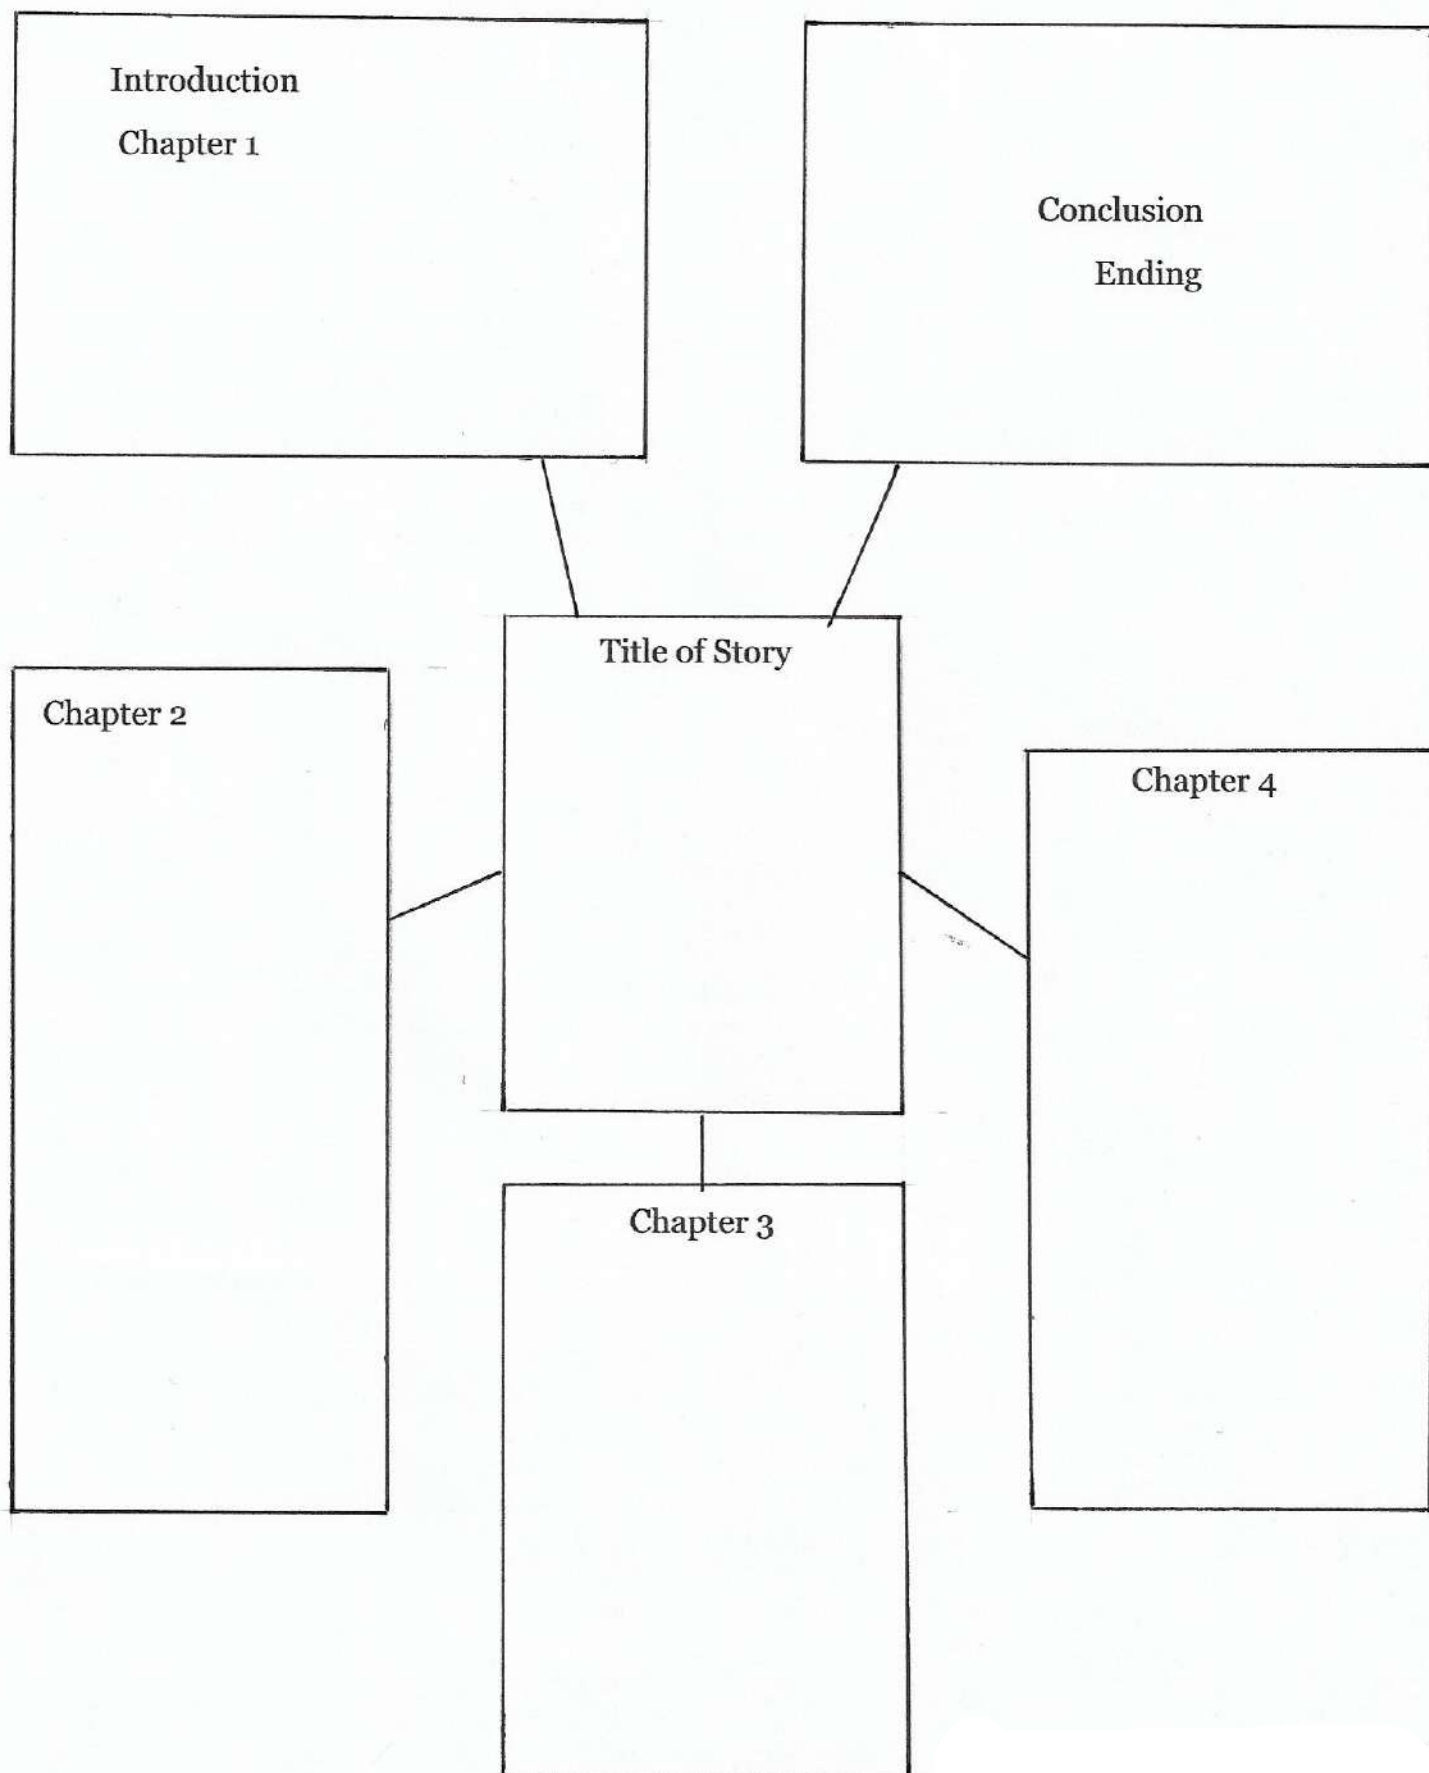 Introduction
Chapter 1
Conclusion
Ending
Title of Story
Chapter 2
Chapter 4
Chapter 3